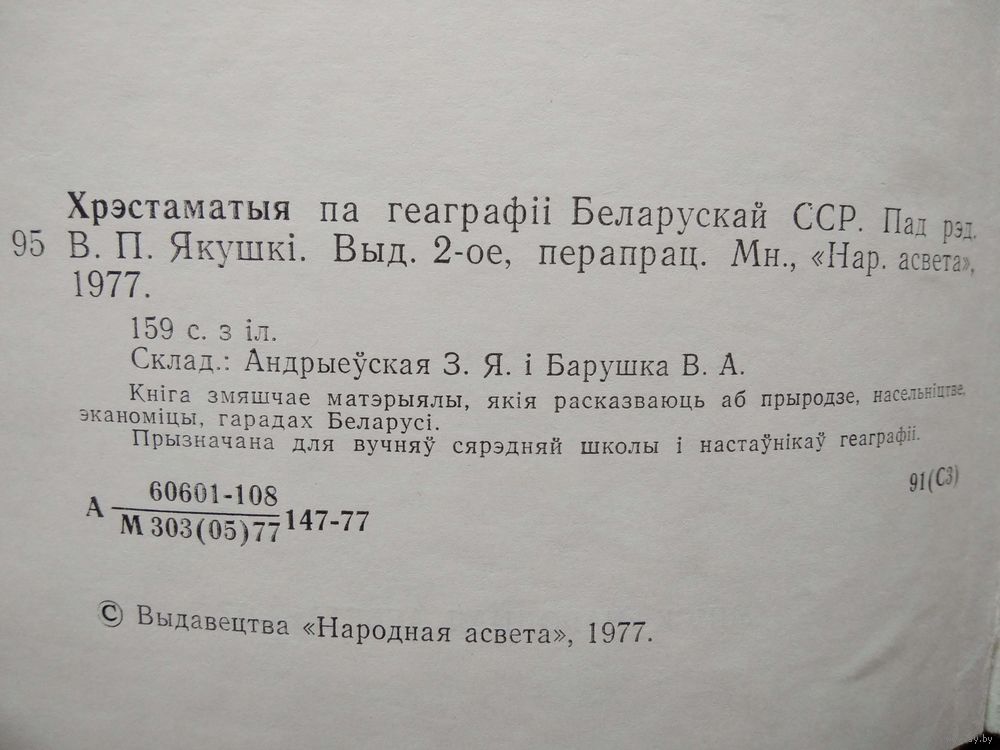 Хрэстаматыя па геаграфіі Беларускай ССР. Пад рэд.
95 В. П. Якушкі. Выд. 2-ое, перапрац. Мн., «Нар. асвета»,
1977.
159 с. з іл.
Склад.: Андрыеўская З. Я. і Барушка В. А.
Кніга змяшчае матэрыялы, якія расказваюць аб прыродзе, насельніцтве,
эканоміцы, гарадах Беларусі.
Прызначана для вучняў сярэдняй школы і настаўнікаў геаграфіі.
91(С3)
60601-108
А 147-77
М 303(05)77
© Выдавецтва «Народная асвета», 1977.